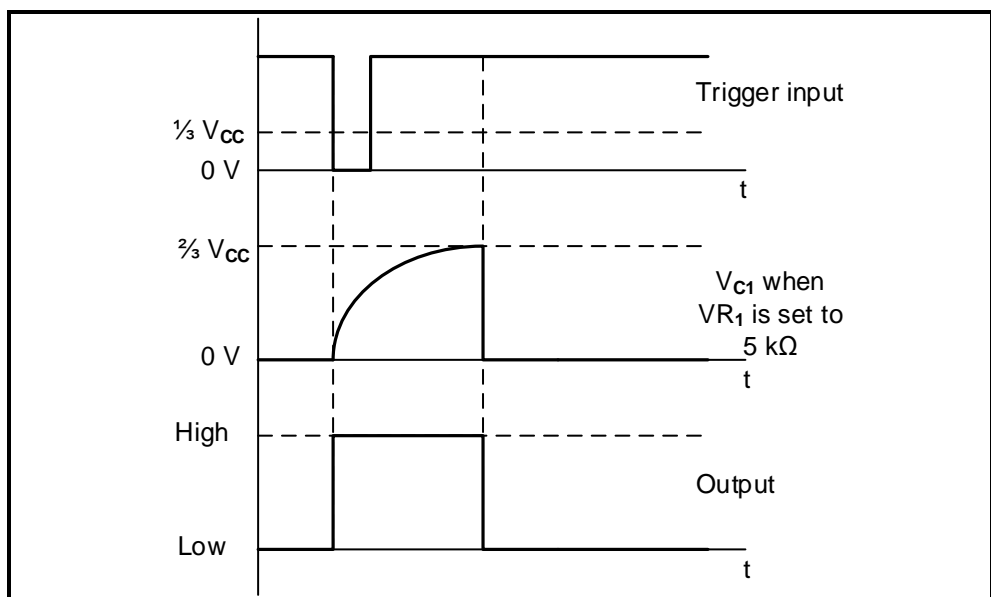 Trigger input
⅓ VCC
0 V
t
⅔ VCC
VC1 when
VR1 is set to
5 kΩ
0 V
t
High
Output
Low
t